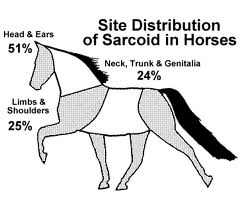 Site Distribution
of Sarcoid in Horses
Head & Ears
51%
Neck, Trunk & Genitalia
24%
Limbs &
Shoulders
25%